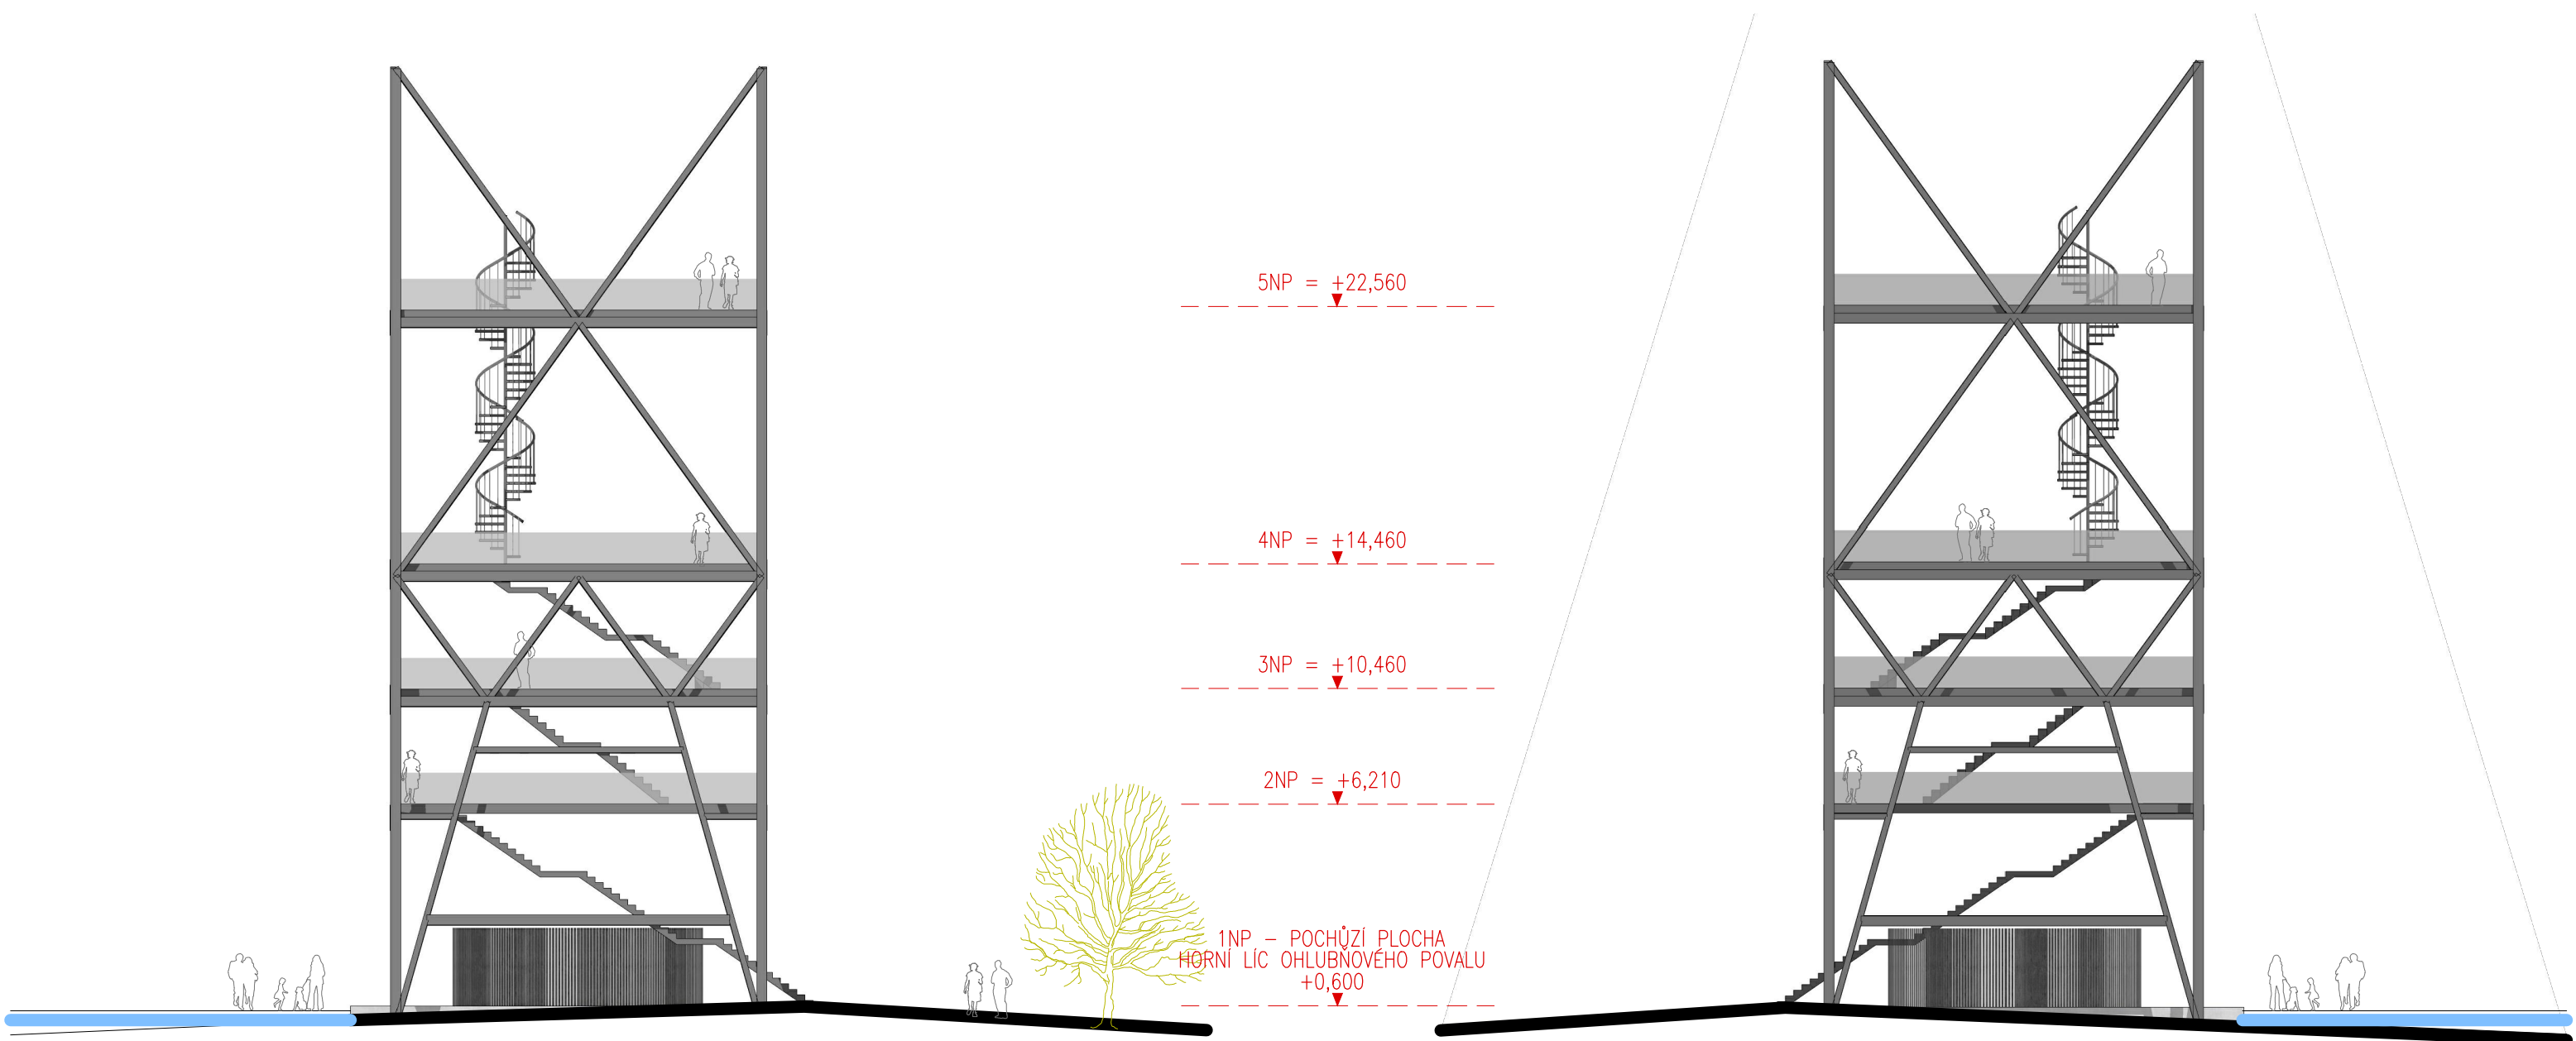 5NP = +22,560
4NP = +14,460
3NP = +10,460
2NP = +6,210
1NP – POCHŮZÍ PLOCHA
HORNÍ LÍC OHLUBŇOVÉHO POVALU
+0,600